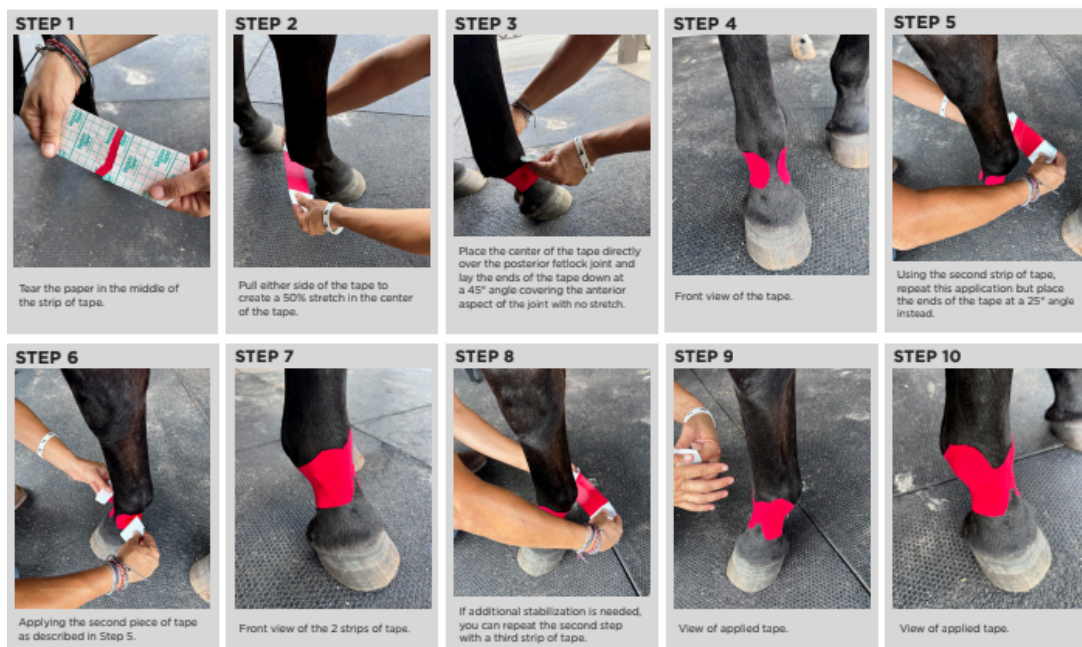 STEP 1
Tear the paper in the middle of
the strip of tape.
STEP 2
Pull either side of the tape to
create a 50% stretch in the center
of the tape.
STEP 3
Place the center of the tape directly
over the posterior fetlock joint and
lay the ends of the tape down at
a 45° angle covering the anterior
aspect of the joint with no stretch.
STEP 4
Front view of the tape.
STEP 5
Using the second strip of tape,
repeat this application but place
the ends of the tape at a 25° angle
instead.
STEP 6
Applying the second piece of tape
as described in Step 5.
STEP 7
Front view of the 2 strips of tape.
STEP 8
If additional stabilization is needed,
you can repeat the second step
with a third strip of tape.
STEP 9
View of applied tape.
STEP 10
View of applied tape.